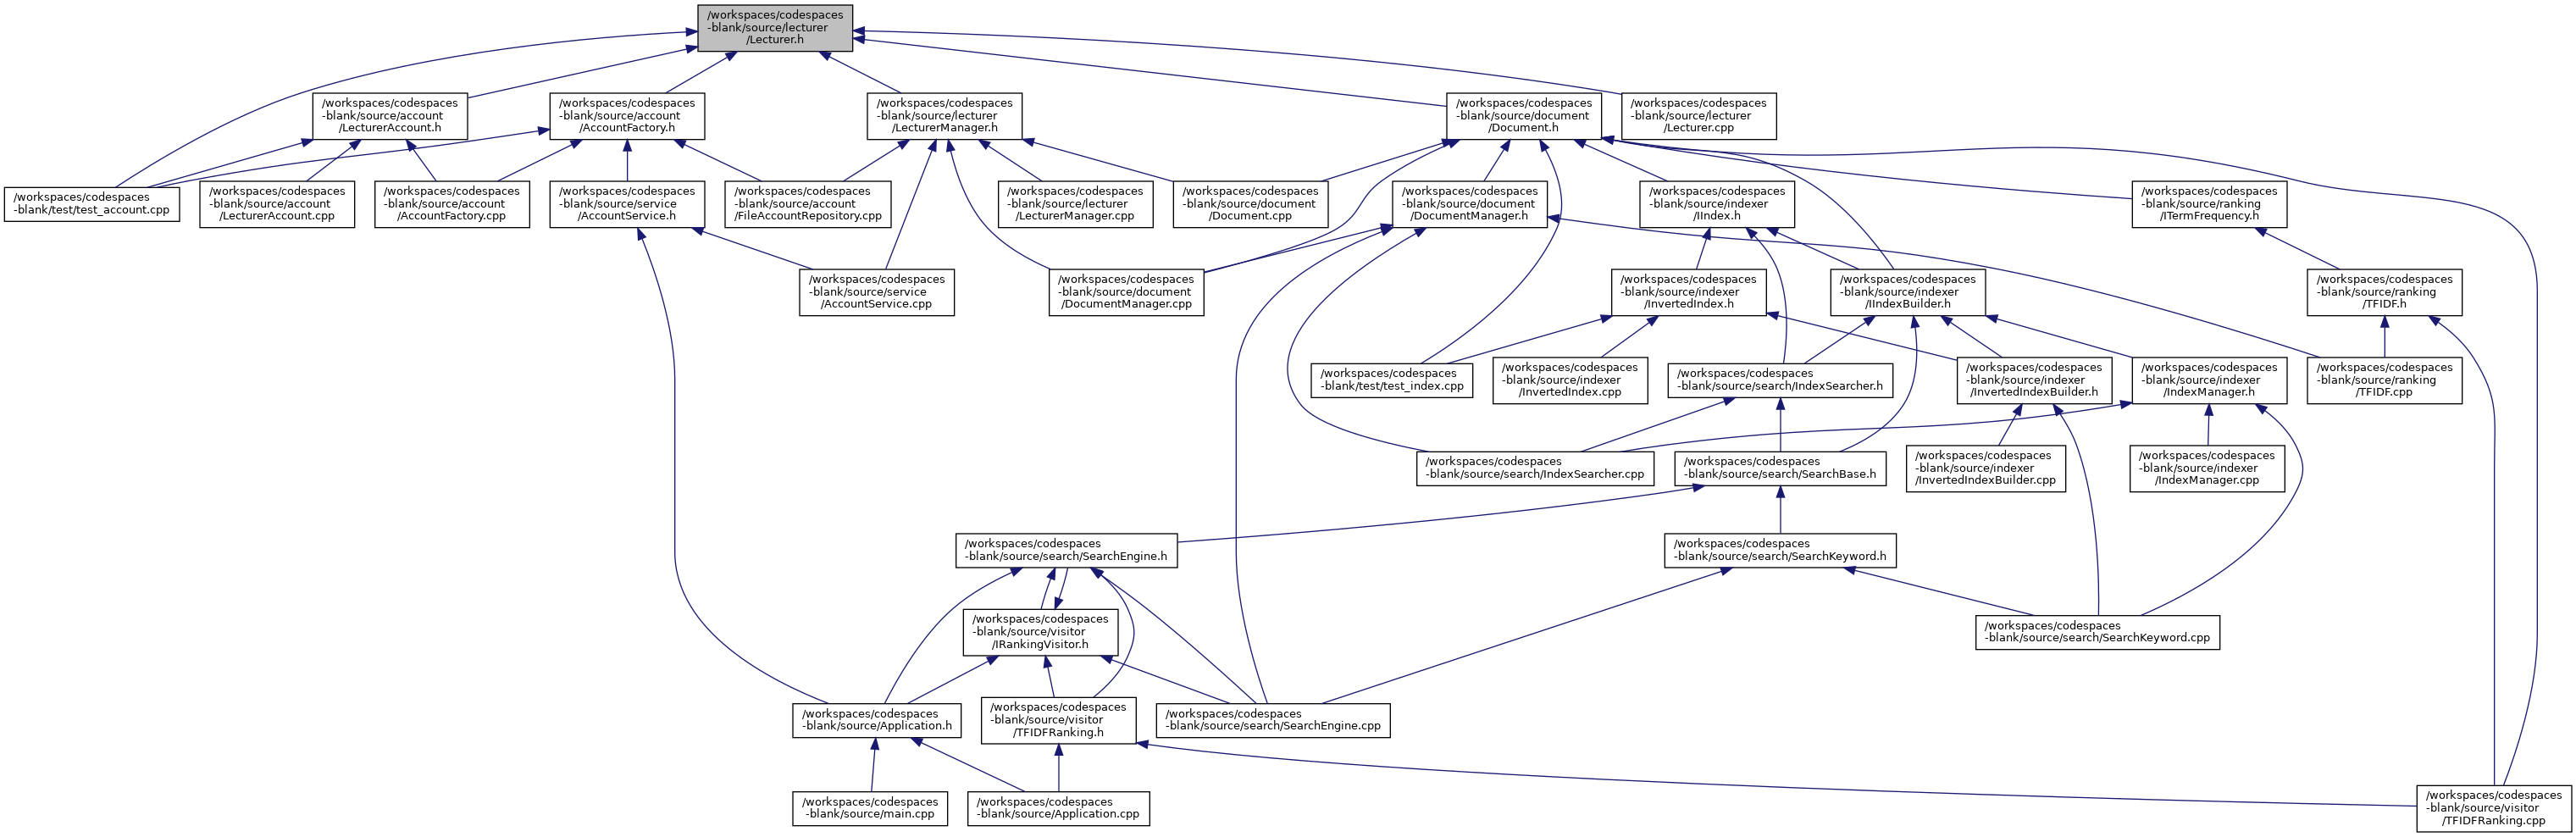 /workspaces/codespaces
-blank/source/lecturer
/Lecturer.h
/workspaces/codespaces
-blank/source/account
/LecturerAccount.h
/workspaces/codespaces
-blank/source/account
/AccountFactory.h
/workspaces/codespaces
-blank/source/lecturer
/LecturerManager.h
/workspaces/codespaces
-blank/source/document
/Document.h
/workspaces/codespaces
-blank/source/lecturer
/Lecturer.cpp
/workspaces/codespaces
-blank/test/test_account.cpp
/workspaces/codespaces
-blank/source/account
/LecturerAccount.cpp
/workspaces/codespaces
-blank/source/account
/AccountFactory.cpp
/workspaces/codespaces
-blank/source/service
/AccountService.h
/workspaces/codespaces
-blank/source/account
/FileAccountRepository.cpp
/workspaces/codespaces
-blank/source/lecturer
/LecturerManager.cpp
/workspaces/codespaces
-blank/source/document
/Document.cpp
/workspaces/codespaces
-blank/source/document
/DocumentManager.h
/workspaces/codespaces
-blank/source/indexer
/IIndex.h
/workspaces/codespaces
-blank/source/ranking
/ITermFrequency.h
/workspaces/codespaces
-blank/source/service
/AccountService.cpp
/workspaces/codespaces
-blank/source/document
/DocumentManager.cpp
/workspaces/codespaces
-blank/source/indexer
/InvertedIndex.h
/workspaces/codespaces
-blank/source/indexer
/IIndexBuilder.h
/workspaces/codespaces
-blank/source/ranking
/TFIDF.h
/workspaces/codespaces
-blank/test/test_index.cpp
/workspaces/codespaces
-blank/source/indexer
/InvertedIndex.cpp
/workspaces/codespaces
-blank/source/search/IndexSearcher.h
/workspaces/codespaces
-blank/source/indexer
/InvertedIndexBuilder.h
/workspaces/codespaces
-blank/source/indexer
/IndexManager.h
/workspaces/codespaces
-blank/source/ranking
/TFIDF.cpp
/workspaces/codespaces
-blank/source/search/IndexSearcher.cpp
/workspaces/codespaces
-blank/source/search/SearchBase.h
/workspaces/codespaces
-blank/source/indexer
/InvertedIndexBuilder.cpp
/workspaces/codespaces
-blank/source/indexer
/IndexManager.cpp
/workspaces/codespaces
-blank/source/search/SearchEngine.h
/workspaces/codespaces
-blank/source/search/SearchKeyword.h
/workspaces/codespaces
-blank/source/visitor
/IRankingVisitor.h
/workspaces/codespaces
-blank/source/search/SearchKeyword.cpp
/workspaces/codespaces
-blank/source/Application.h
/workspaces/codespaces
-blank/source/visitor
/TFIDFRanking.h
/workspaces/codespaces
-blank/source/search/SearchEngine.cpp
/workspaces/codespaces
-blank/source/main.cpp
/workspaces/codespaces
-blank/source/Application.cpp
/workspaces/codespaces
-blank/source/visitor
/TFIDFRanking.cpp